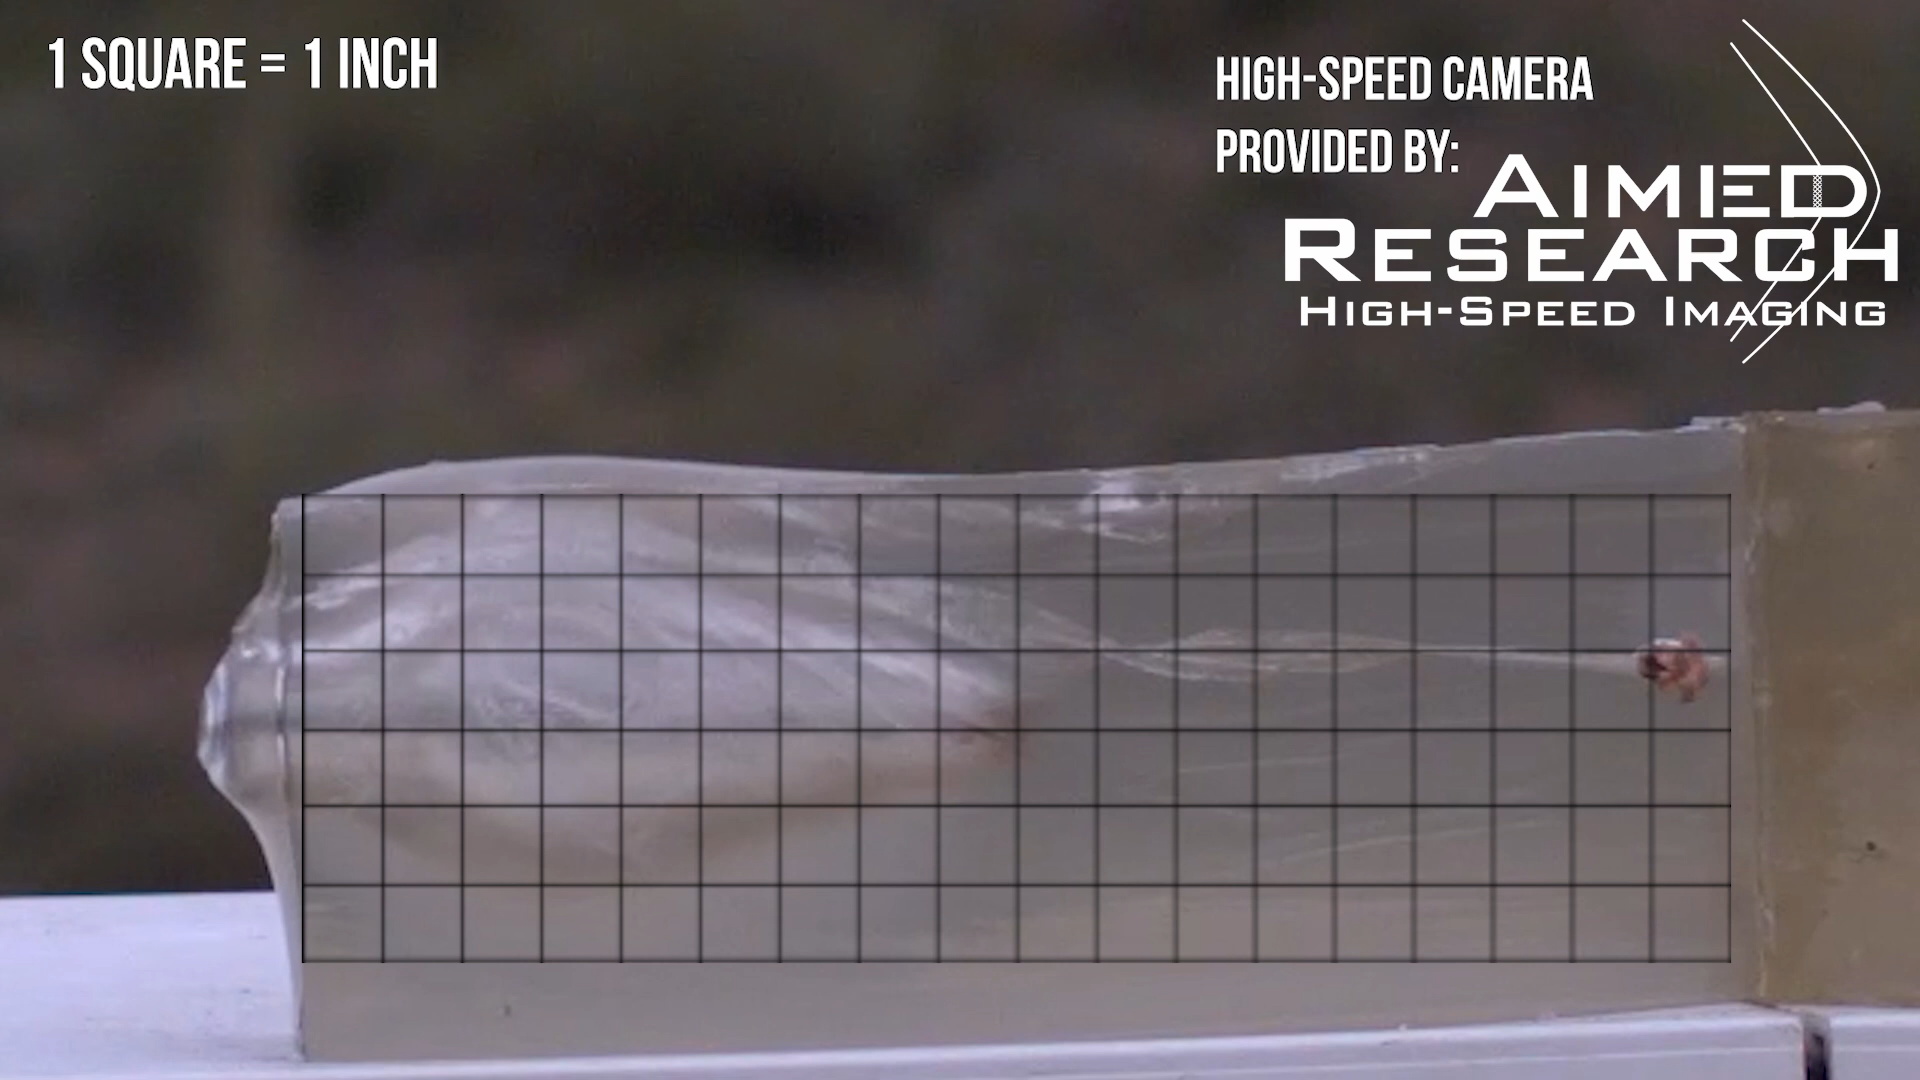 1 SQUARE = 1 INCH
HIGH-SPEED CAMERA
PROVIDED BY:
AIMED
RESEARCH
HIGH-SPEED IMAGING